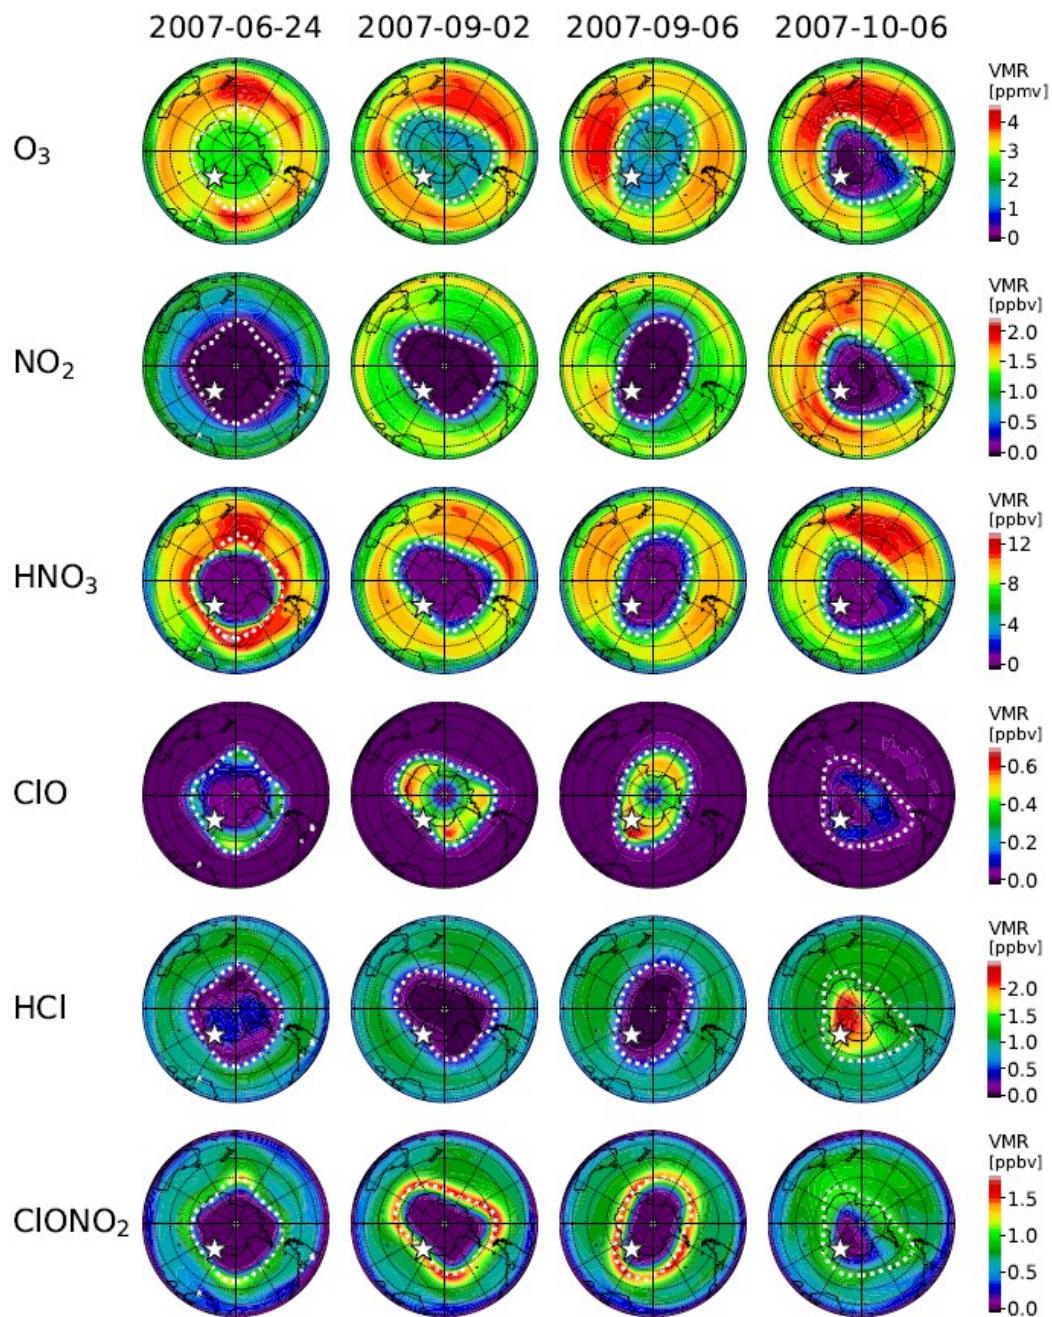 2007-06-24 2007-09-02 2007-09-06 2007-10-06
O₃
VMR
[ppmv]
4
3
2
1
0
NO₂
VMR
[ppbv]
2.0
1.5
1.0
0.5
0.0
HNO₃
VMR
[ppbv]
12
8
4
0
ClO
VMR
[ppbv]
0.6
0.4
0.2
0.0
HCl
VMR
[ppbv]
2.0
1.5
1.0
0.5
0.0
ClONO₂
VMR
[ppbv]
1.5
1.0
0.5
0.0